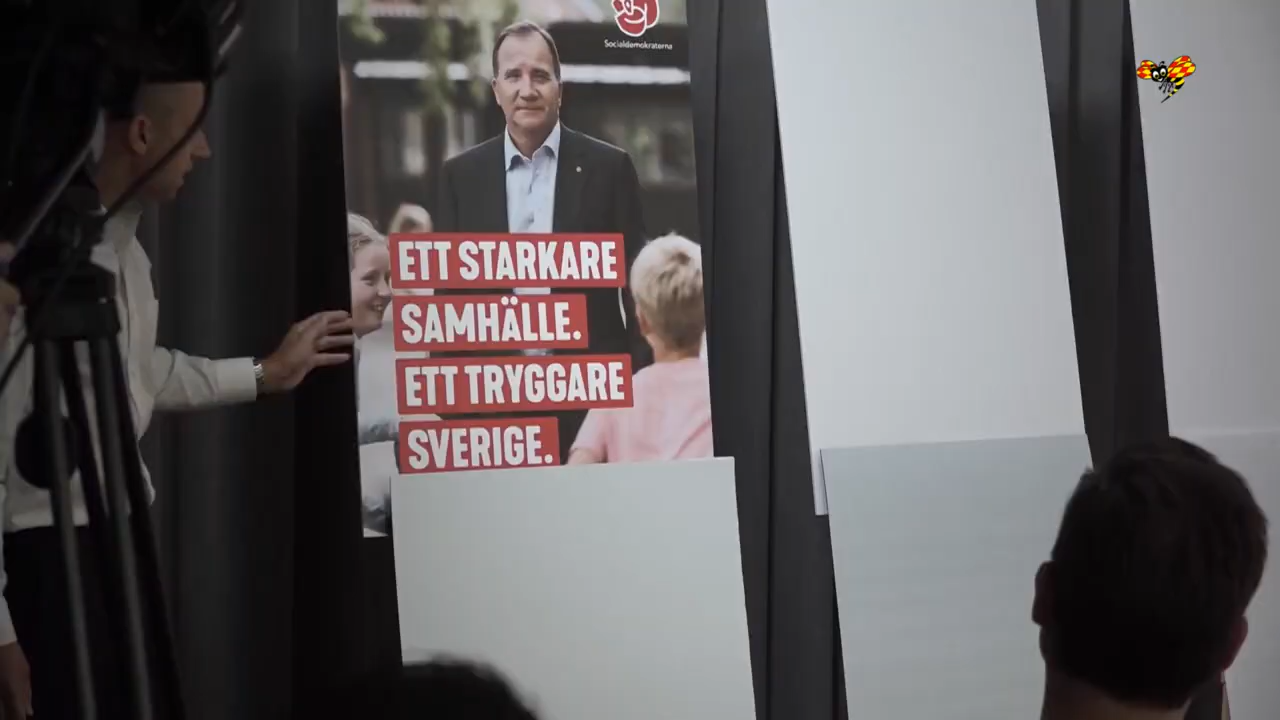 Socialdemokraterna
ETT STARKARE
SAMHÄLLE.
ETT TRYGGARE
SVERIGE.